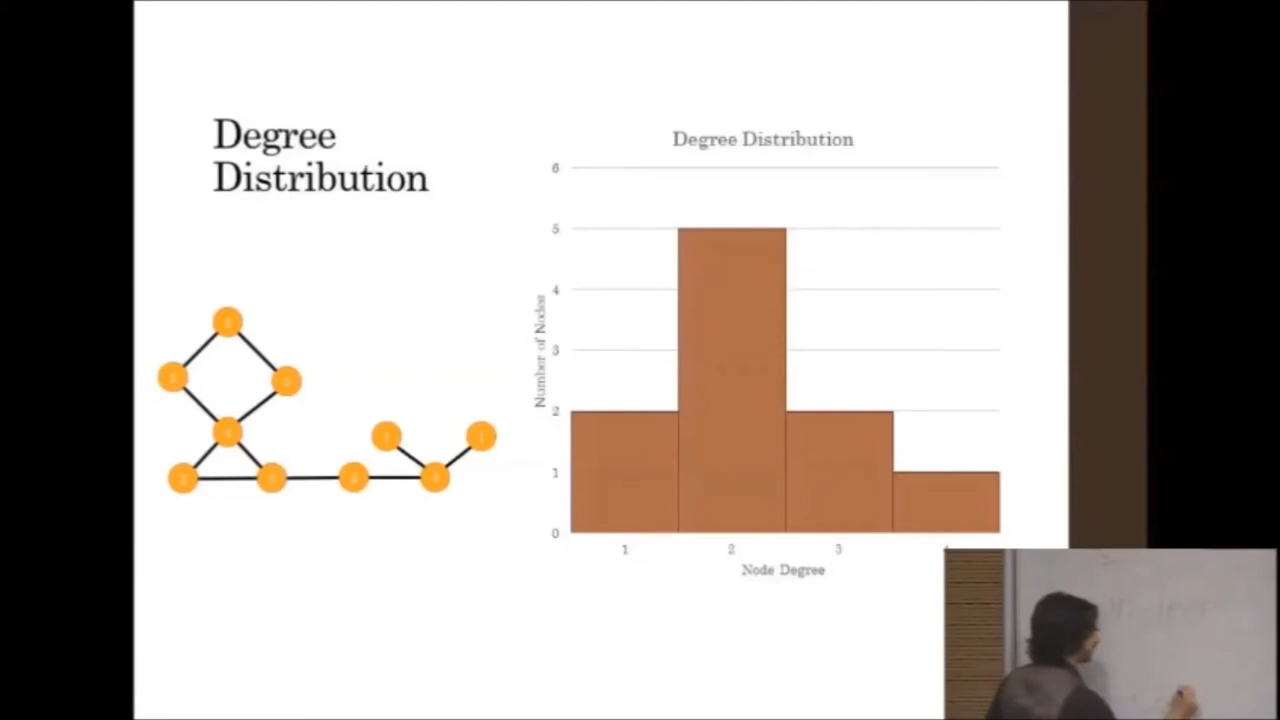 Degree
Distribution
Degree Distribution
6
5
4
3
2
1
0
Number of Nodes
1
2
3
Node Degree